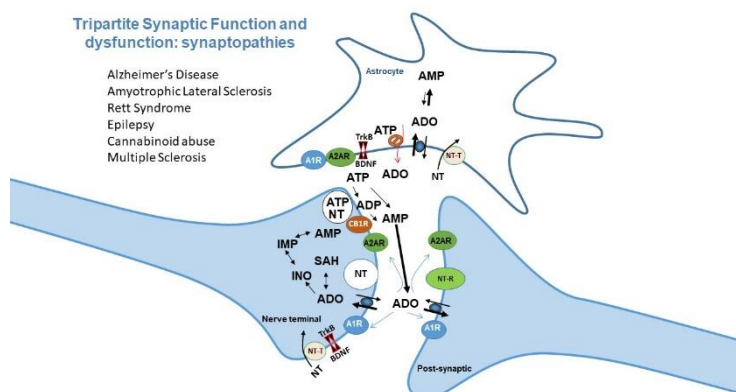 Tripartite Synaptic Function and
dysfunction: synaptopathies
Alzheimer's Disease
Amyotrophic Lateral Sclerosis
Rett Syndrome
Epilepsy
Cannabinoid abuse
Multiple Sclerosis
Astrocyte
AMP
ADO
ATP
TrkB
A1R
A2AR
BDNF
NT-T
NT
ADO
ATP
ATP
NT
ADP
AMP
CB1R
A2AR
AMP
IMP
SAH
INO
ADO
NT
A2AR
NT-R
ADO
A1R
A1R
Nerve terminal
TrkB
NT-T
BDNF
NT
Post-synaptic